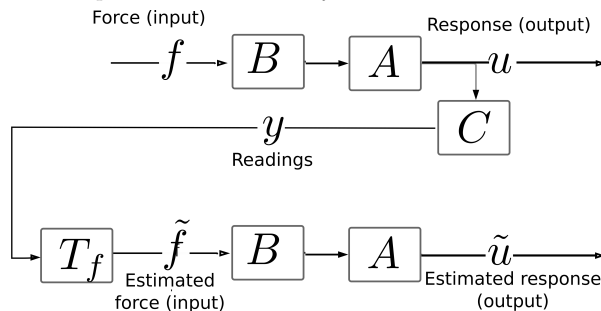 Force (input)
Response (output)
f B A u
C
y
Readings
T_f f̃ B A ũ
Estimated
force (input)
Estimated response
(output)